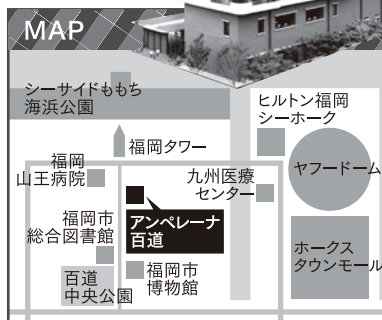 MAP
シーサイドももち
海浜公園
ヒルトン福岡
シーホーク
福岡タワー
福岡
山王病院
九州医療
センター
ヤフードーム
アンペレーナ
百道
福岡市
総合図書館
ホークス
タウンモール
百道
中央公園
福岡市
博物館